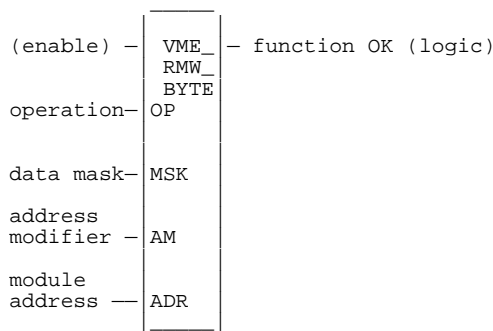 (enable) — VME_ — function OK (logic)
RMW_
BYTE
operation— OP
data mask— MSK
address
modifier — AM
module
address —— ADR